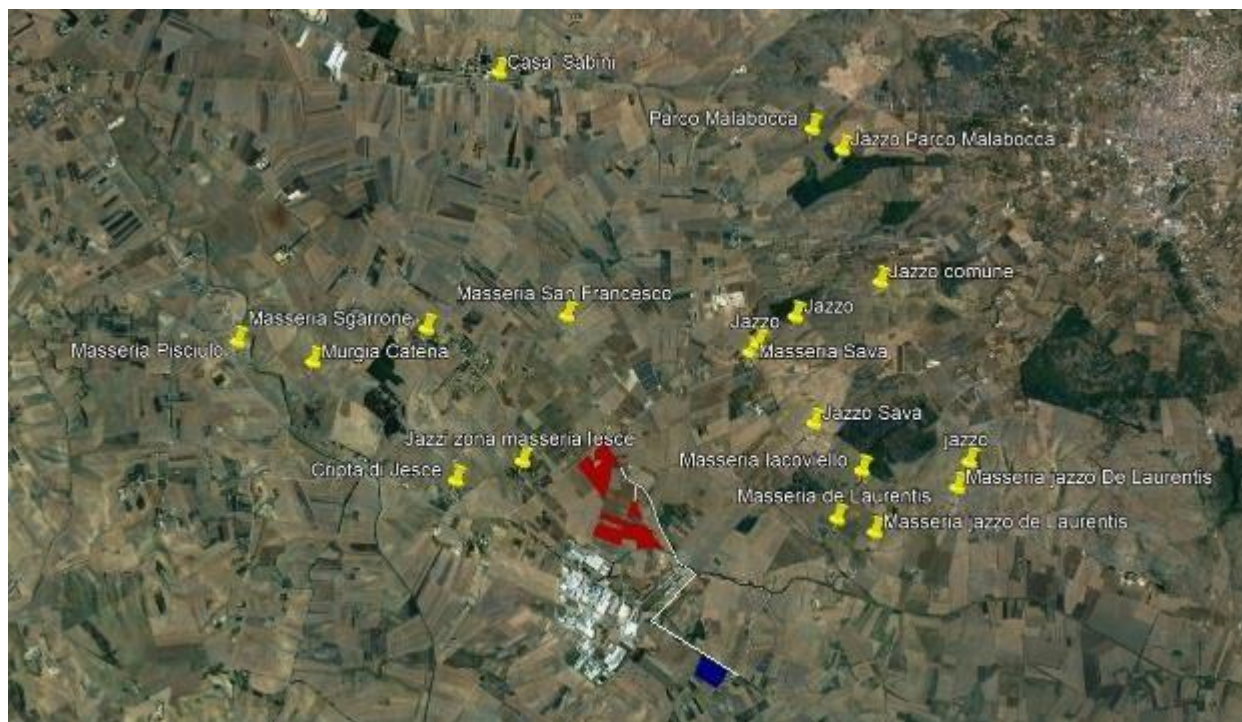 Casal Sabini
Parco Malabocca
Jazzo Parco Malabocca
Jazzo comune
Masseria San Francesco
Jazzo
Masseria Sgarrone
Jazzo
Masseria Pisciulo
Murgia Catena
Masseria Sava
Jazzo Sava
Jazzi zona masseria Iesce
jazzo
Cripta di Jesce
Masseria Iacoviello
Masseria jazzo De Laurentis
Masseria de Laurentis
Masseria jazzo de Laurentis